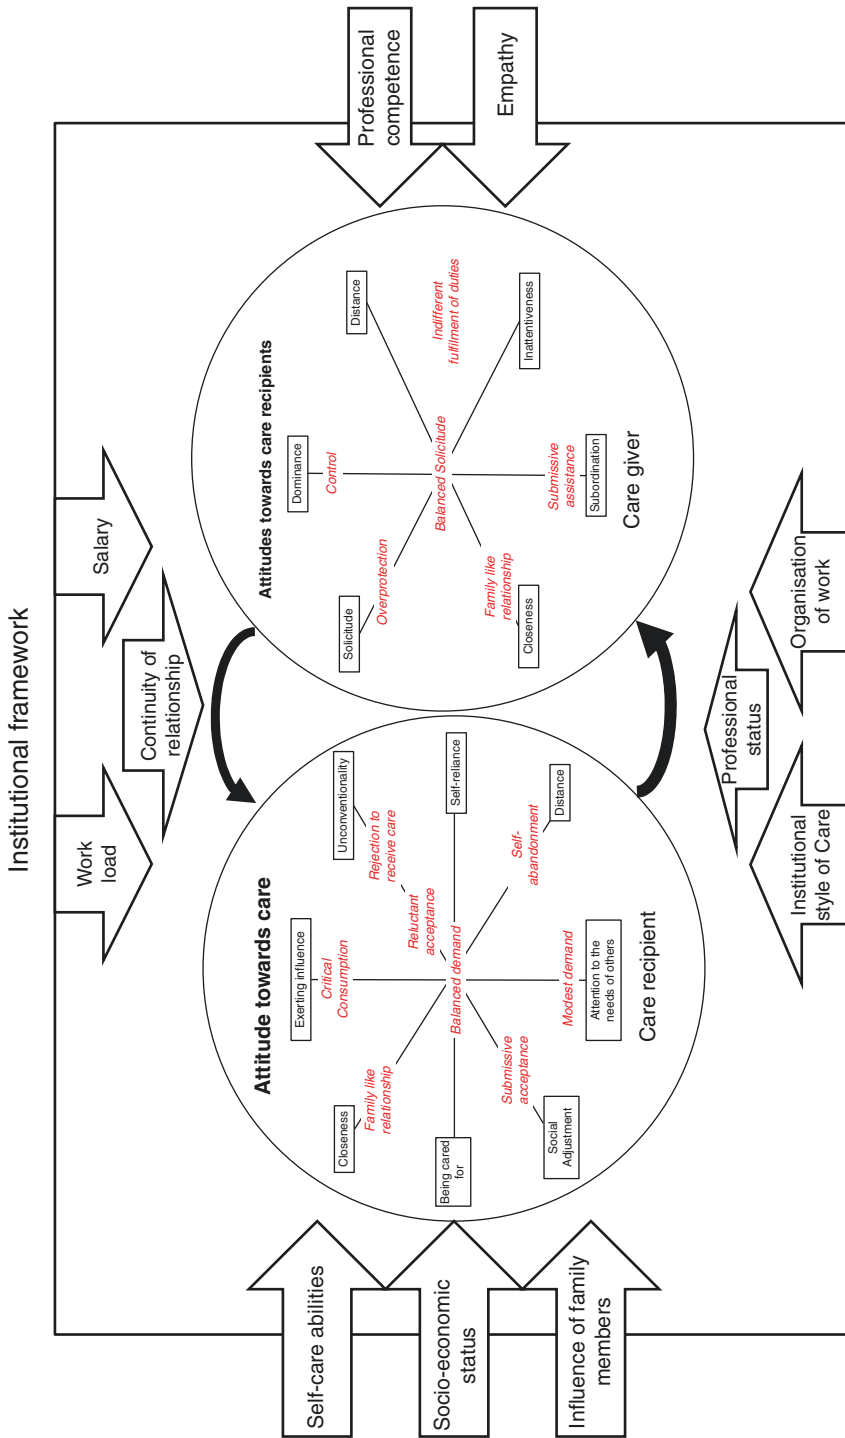 Institutional framework
Work
load
Salary
Continuity of
relationship
Self-care abilities
Socio-economic
status
Influence of family
members
Attitude towards care
Closeness
Family like
relationship
Exerting influence
Critical
Consumption
Unconventionality
Rejection to
receive care
Reluctant
acceptance
Being cared
for
Balanced demand
Self-reliance
Submissive
acceptance
Social
Adjustment
Modest demand
Attention to the
needs of others
Self-
abandonment
Distance
Care recipient
Attitudes towards care recipients
Solicitude
Overprotection
Dominance
Control
Distance
Balanced Solicitude
Indifferent
fulfilment of duties
Family like
relationship
Closeness
Submissive
assistance
Subordination
Inattentiveness
Care giver
Professional
competence
Empathy
Institutional
style of Care
Professional
status
Organisation
of work